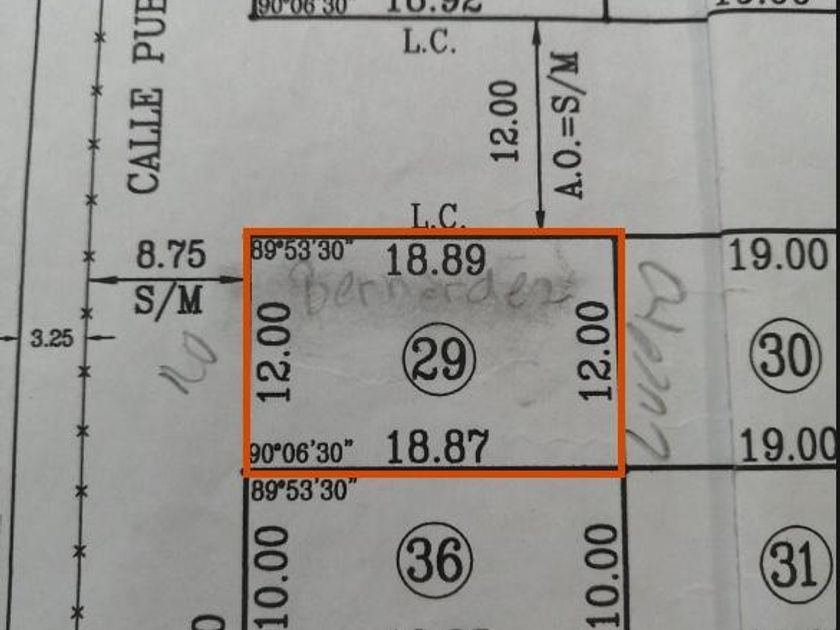 90°06'30" 18.92
L.C.
CALLE PUB
12.00
A.O.=S/M
L.C.
8.75
S/M
3.25
89°53'30" 18.89
Bernardez
12.00
29
12.00
90°06'30" 18.87
19.00
30
19.00
89°53'30"
10.00
36
10.00
31